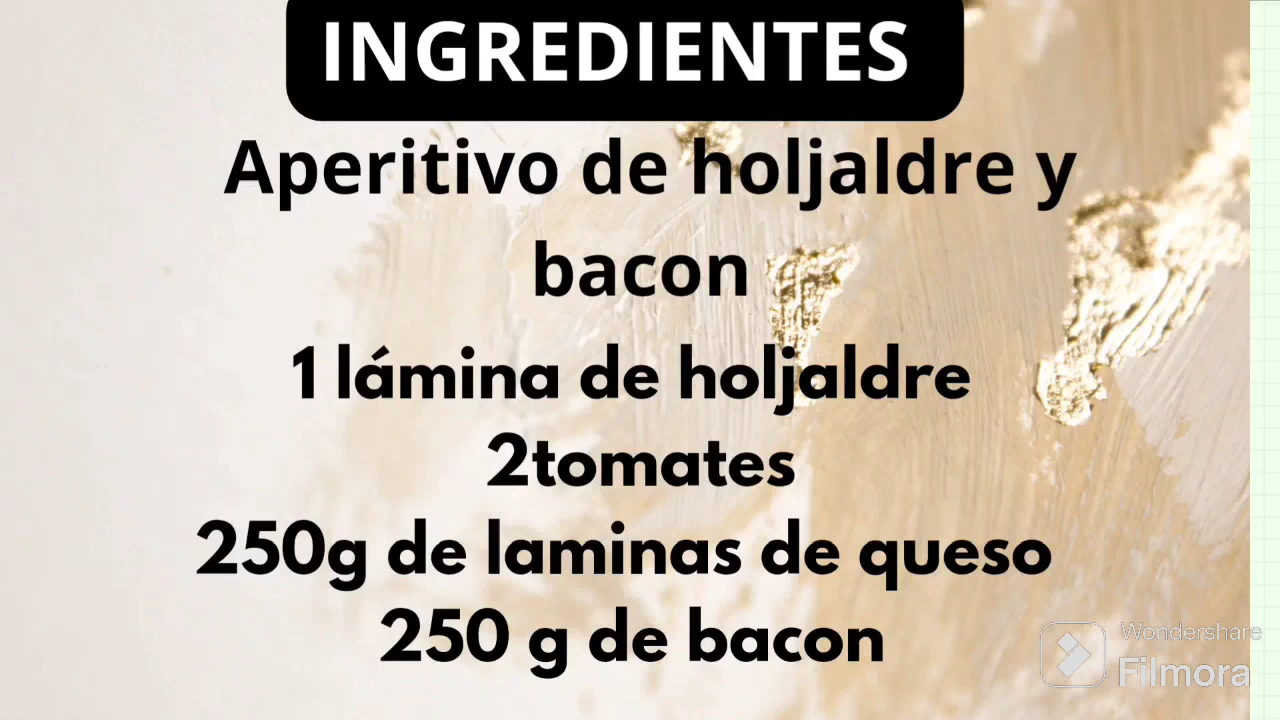 INGREDIENTES
Aperitivo de holjaldre y
bacon
1 lámina de holjaldre
2tomates
250g de laminas de queso
250 g de bacon
Wondershare
Filmora